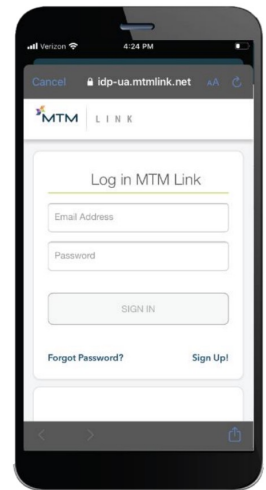 Verizon 4:24 PM
Cancel idp-ua.mtmlink.net AA
MTM LINK
Log in MTM Link
Email Address
Password
SIGN IN
Forgot Password? Sign Up!